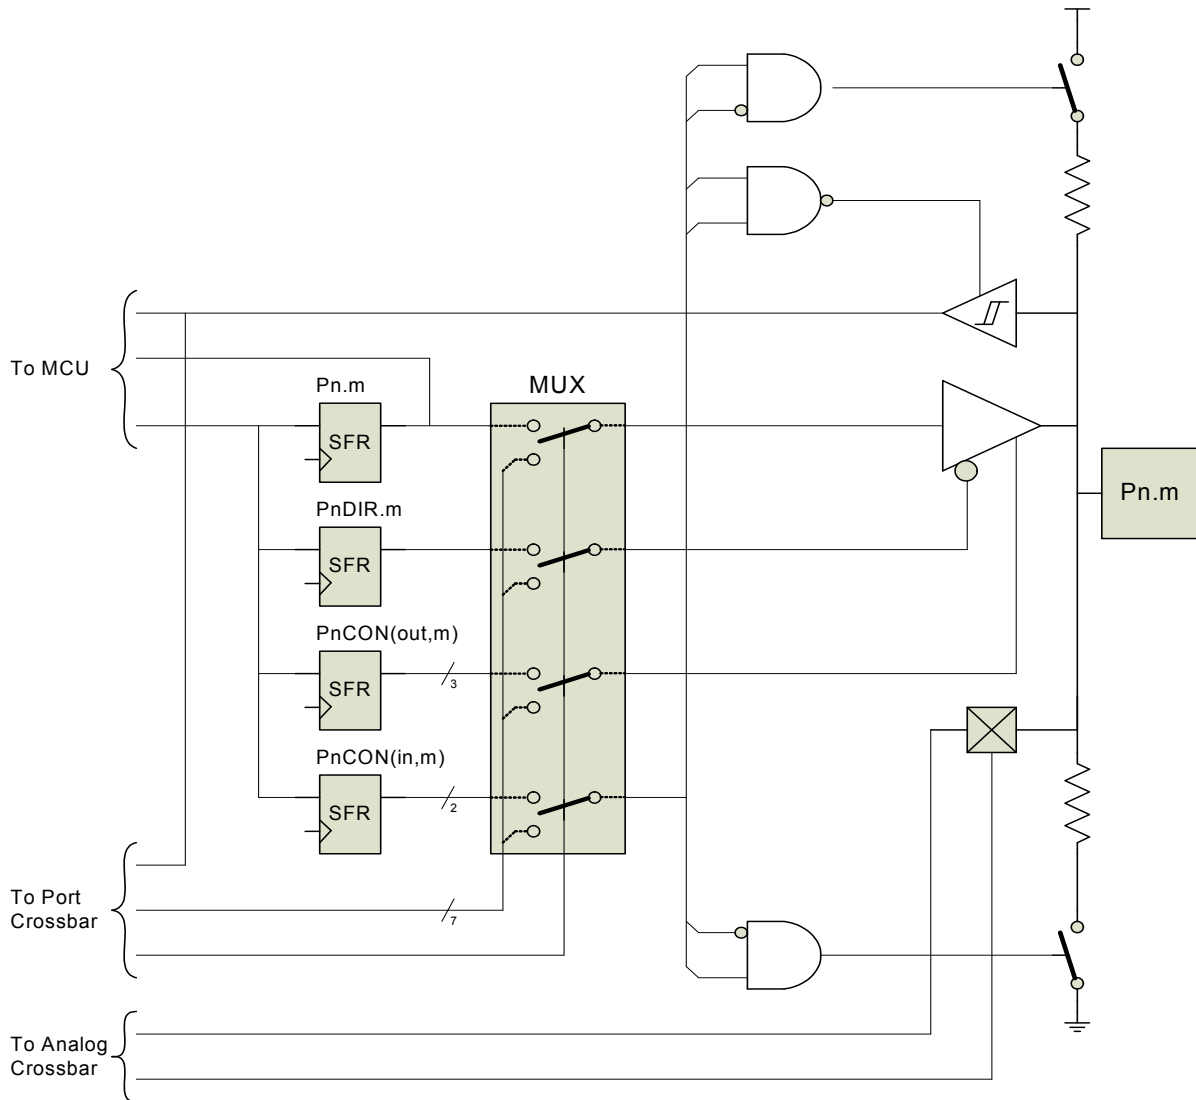 To MCU
Pn.m
MUX
SFR
Pn.m
PnDIR.m
SFR
PnCON(out,m)
SFR
3
PnCON(in,m)
SFR
2
To Port
Crossbar
7
To Analog
Crossbar